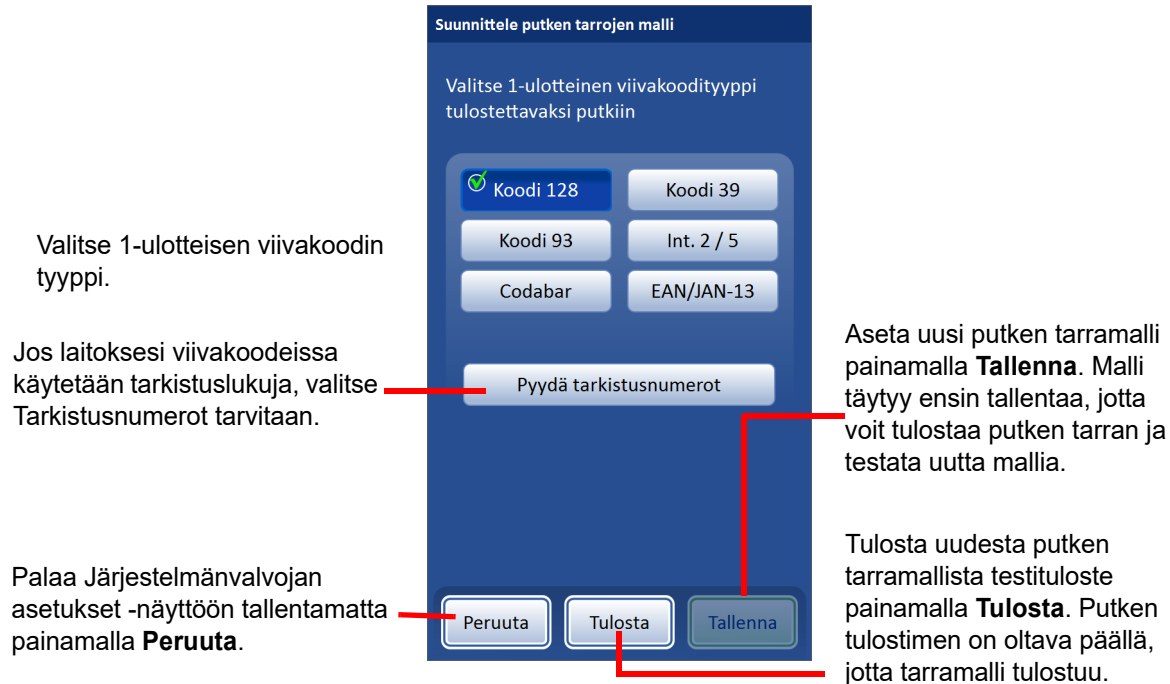 Suunnittele putken tarrojen malli
Valitse 1-ulotteinen viivakoodityyppi
tulostettavaksi putkiin
Koodi 128
Koodi 39
Koodi 93
Int. 2 / 5
Codabar
EAN/JAN-13
Pyydä tarkistusnumerot
Peruuta
Tulosta
Tallenna
Valitse 1-ulotteisen viivakoodin
tyyppi.
Jos laitoksesi viivakoodeissa
käytetään tarkistuslukuja, valitse
Tarkistusnumerot tarvitaan.
Palaa Järjestelmänvalvojan
asetukset -näyttöön tallentamatta
painamalla Peruuta.
Aseta uusi putken tarramalli
painamalla Tallenna. Malli
täytyy ensin tallentaa, jotta
voit tulostaa putken tarran ja
testata uutta mallia.
Tulosta uudesta putken
tarramallista testituloste
painamalla Tulosta. Putken
tulostimen on oltava päällä,
jotta tarramalli tulostuu.